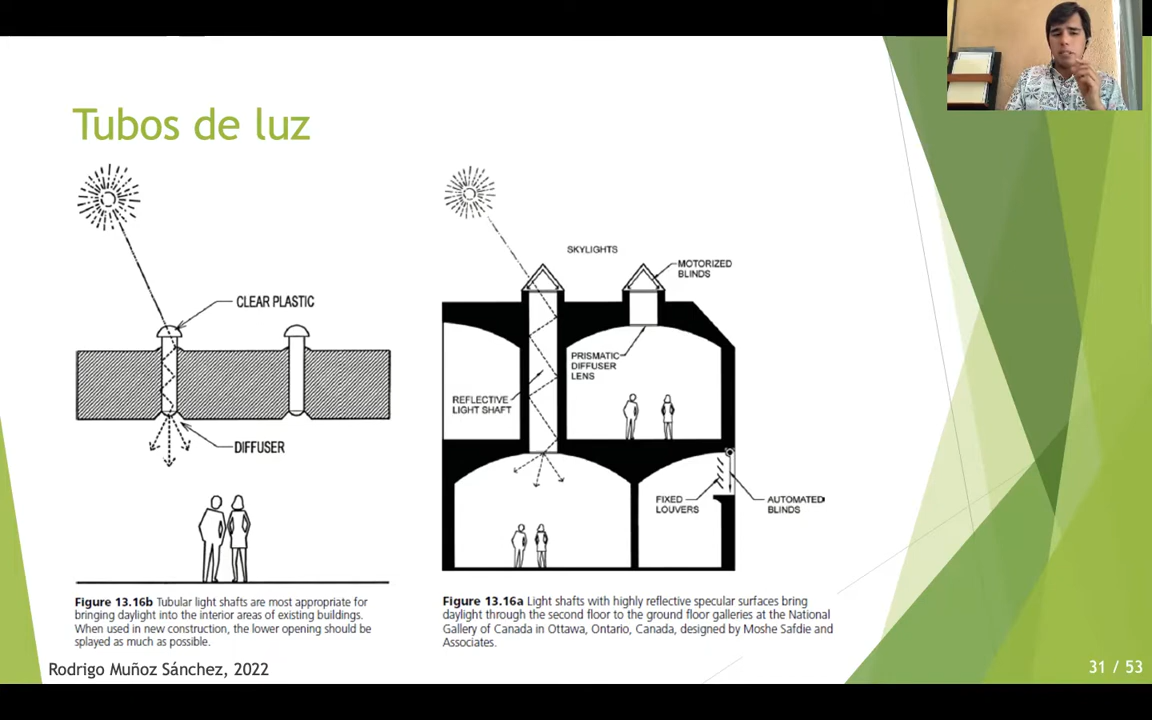 Tubos de luz
CLEAR PLASTIC
DIFFUSER
Figure 13.16b Tubular light shafts are most appropriate for
bringing daylight into the interior areas of existing buildings.
When used in new construction, the lower opening should be
splayed as much as possible.
SKYLIGHTS
MOTORIZED
BLINDS
PRISMATIC
DIFFUSER
LENS
REFLECTIVE
LIGHT SHAFT
FIXED
LOUVERS
AUTOMATED
BLINDS
Figure 13.16a Light shafts with highly reflective specular surfaces bring
daylight through the second floor to the ground floor galleries at the National
Gallery of Canada in Ottawa, Ontario, Canada, designed by Moshe Safdie and
Associates.
Rodrigo Muñoz Sánchez, 2022
31 / 53